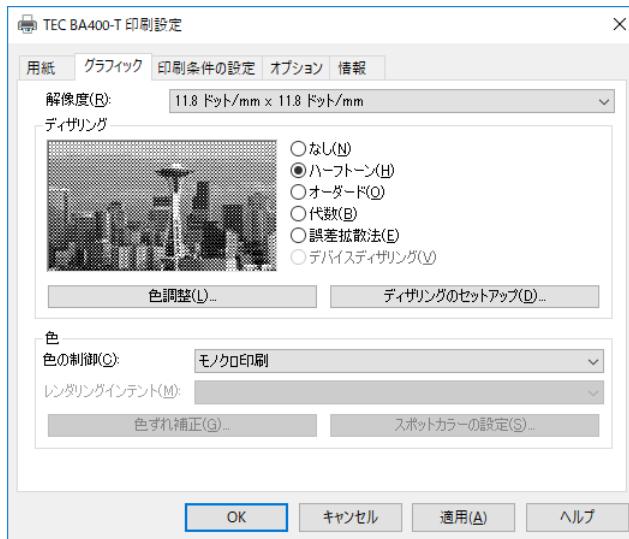 TEC BA400-T 印刷設定
用紙 グラフィック 印刷条件の設定 オプション 情報
解像度(R): 11.8 ドット/mm x 11.8 ドット/mm
ディザリング
なし(N)
ハーフトーン(H)
オーダード(O)
代数(B)
誤差拡散法(E)
デバイスディザリング(V)
色調整(L)... ディザリングのセットアップ(D)...
色
色の制御(C): モノクロ印刷
レンダリングインテント(M):
色ずれ補正(G)... スポットカラーの設定(S)...
OK キャンセル 適用(A) ヘルプ